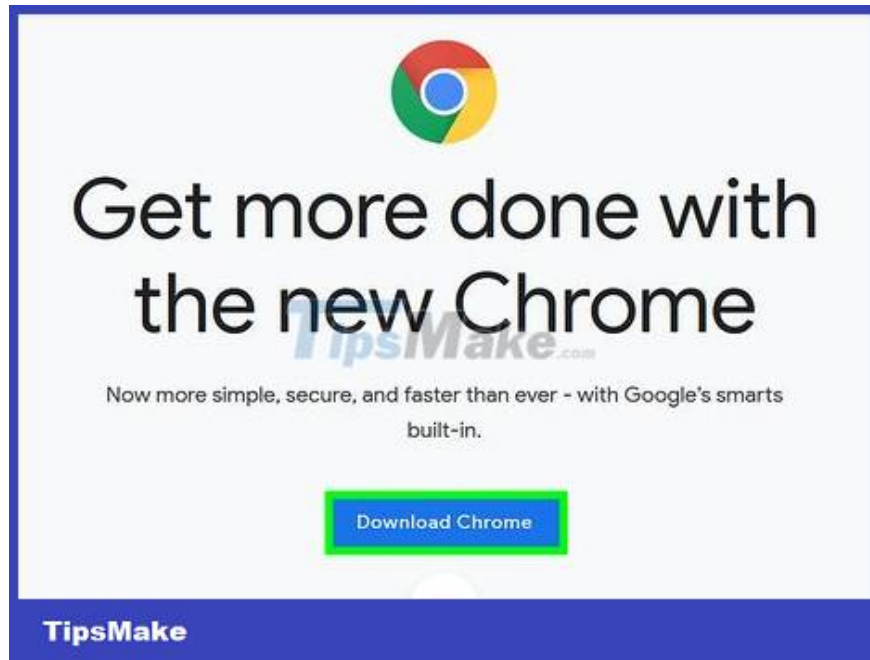 Get more done with
the new Chrome
TipsMake.com
Now more simple, secure, and faster than ever - with Google's smarts
built-in.
Download Chrome
TipsMake